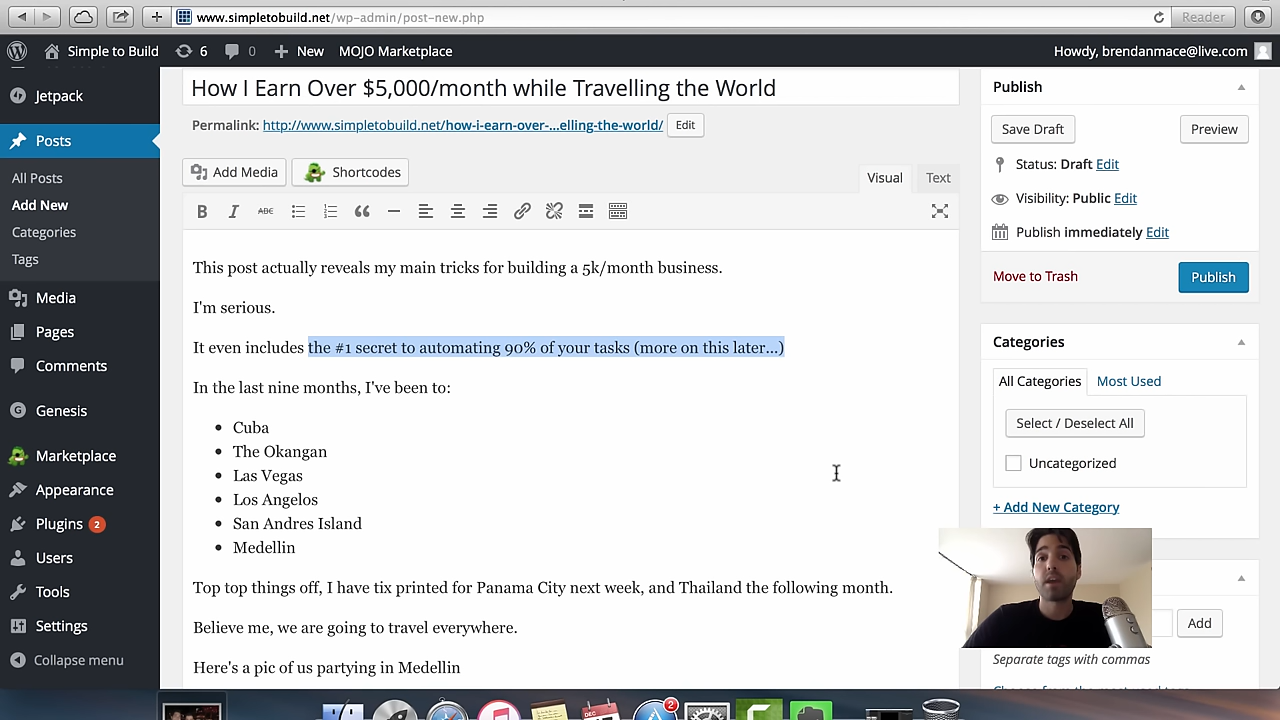 www.simpletobuild.net/wp-admin/post-new.php
Reader
Simple to Build
6
0
New
MOJO Marketplace
Howdy, brendanmace@live.com
Jetpack
Posts
All Posts
Add New
Categories
Tags
Media
Pages
Comments
Genesis
Marketplace
Appearance
Plugins 2
Users
Tools
Settings
Collapse menu
How I Earn Over $5,000/month while Travelling the World
Permalink: http://www.simpletobuild.net/how-i-earn-over-...elling-the-world/ Edit
Add Media
Shortcodes
Visual
Text
B I ABC
This post actually reveals my main tricks for building a 5k/month business.
I'm serious.
It even includes the #1 secret to automating 90% of your tasks (more on this later...)
In the last nine months, I've been to:
Cuba
The Okangan
Las Vegas
Los Angelos
San Andres Island
Medellin
Top top things off, I have tix printed for Panama City next week, and Thailand the following month.
Believe me, we are going to travel everywhere.
Here's a pic of us partying in Medellin
Publish
Save Draft
Preview
Status: Draft Edit
Visibility: Public Edit
Publish immediately Edit
Move to Trash
Publish
Categories
All Categories
Most Used
Select / Deselect All
Uncategorized
+ Add New Category
Add
Separate tags with commas
DEC
2